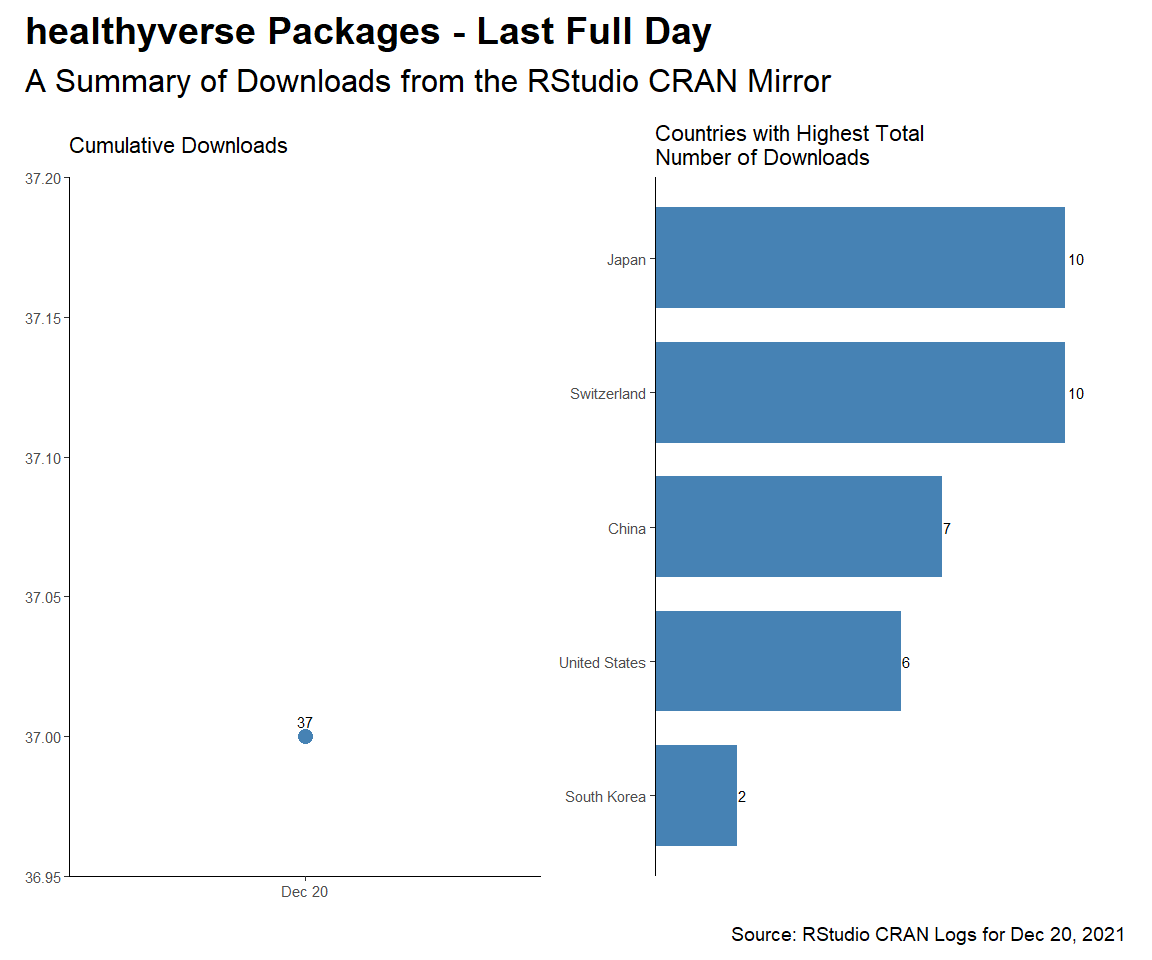 healthyverse Packages - Last Full Day
A Summary of Downloads from the RStudio CRAN Mirror
Cumulative Downloads
37.20
37.15
37.10
37.05
37.00
36.95
37
Dec 20
Countries with Highest Total
Number of Downloads
Japan 10
Switzerland 10
China 7
United States 6
South Korea 2
Source: RStudio CRAN Logs for Dec 20, 2021